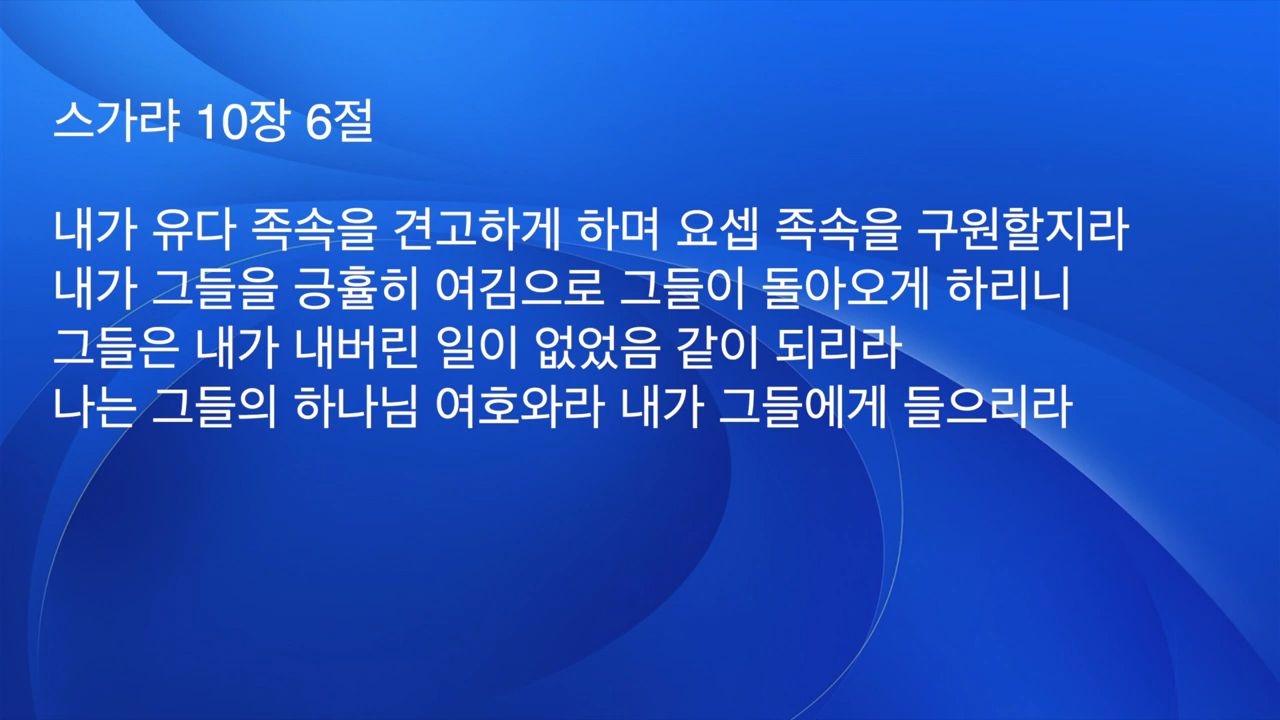 스가랴 10장 6절
내가 유다 족속을 견고하게 하며 요셉 족속을 구원할지라
내가 그들을 긍휼히 여김으로 그들이 돌아오게 하리니
그들은 내가 내버린 일이 없었음 같이 되리라
나는 그들의 하나님 여호와라 내가 그들에게 들으리라